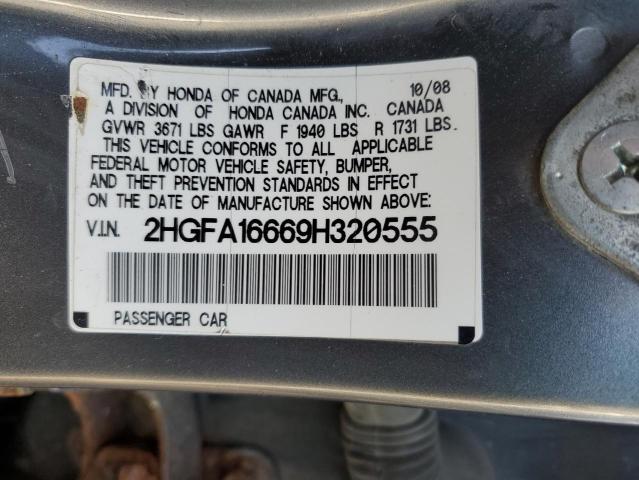 MFD. BY HONDA OF CANADA MFG., 10/08
A DIVISION OF HONDA CANADA INC. CANADA
GVWR 3671 LBS GAWR F 1940 LBS R 1731 LBS.
THIS VEHICLE CONFORMS TO ALL APPLICABLE
FEDERAL MOTOR VEHICLE SAFETY, BUMPER,
AND THEFT PREVENTION STANDARDS IN EFFECT
ON THE DATE OF MANUFACTURE SHOWN ABOVE:
V.I.N. 2HGFA16669H320555
PASSENGER CAR